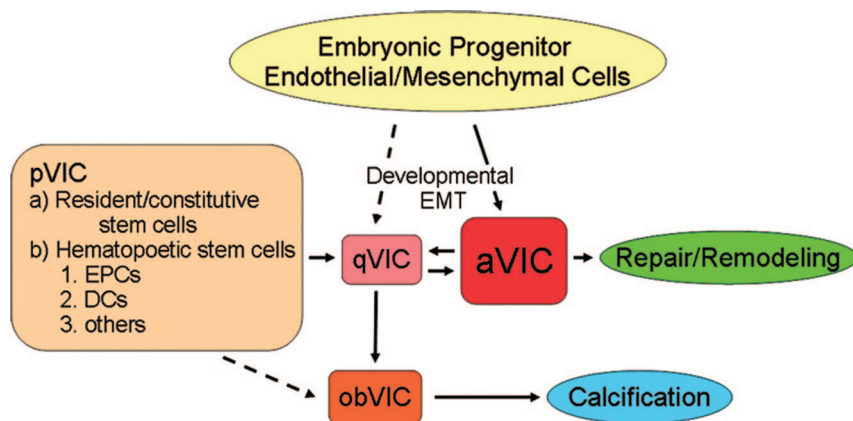 Embryonic Progenitor
Endothelial/Mesenchymal Cells
Developmental
EMT
pVIC
a) Resident/constitutive
stem cells
b) Hematopoetic stem cells
1. EPCs
2. DCs
3. others
qVIC
aVIC
Repair/Remodeling
obVIC
Calcification